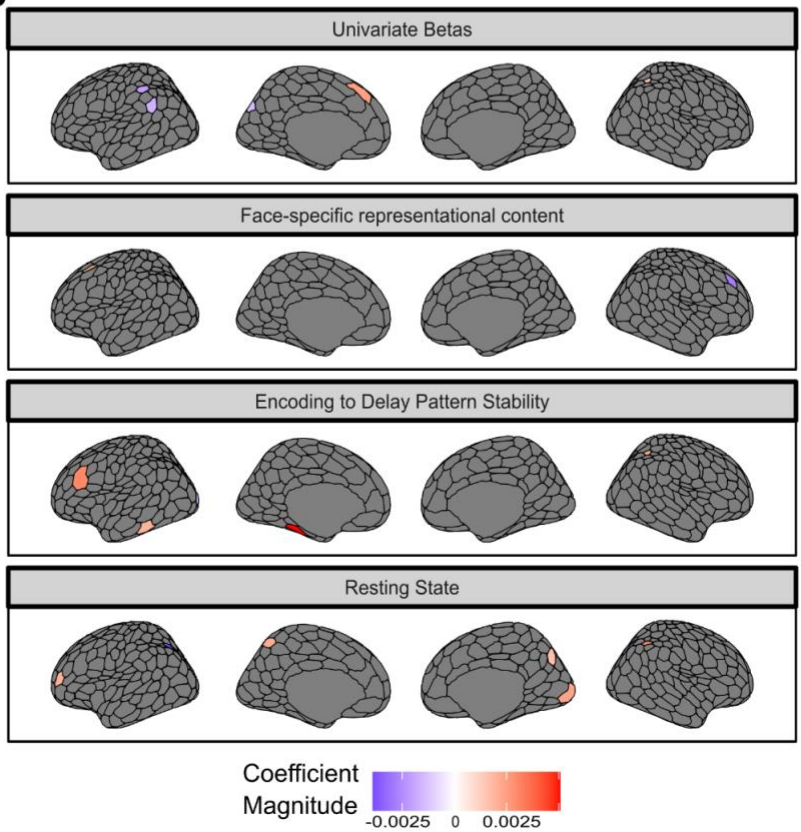 Univariate Betas
Face-specific representational content
Encoding to Delay Pattern Stability
Resting State
Coefficient
Magnitude
-0.0025 0 0.0025